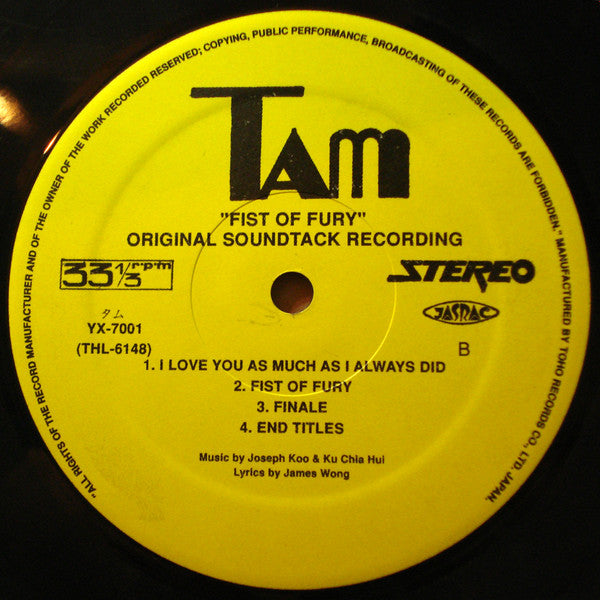 "ALL RIGHTS OF THE RECORD MANUFACTURER AND OF THE OWNER OF THE WORK RECORDED RESERVED; COPYING, PUBLIC PERFORMANCE, BROADCASTING OF THESE RECORDS ARE FORBIDDEN." MANUFACTURED BY TOHO RECORDS CO., LTD. JAPAN.
TAM
"FIST OF FURY"
ORIGINAL SOUNDTACK RECORDING
33 1/3 r·p·m
STEREO
タム
YX-7001
JASRAC
(THL-6148)
B
1. I LOVE YOU AS MUCH AS I ALWAYS DID
2. FIST OF FURY
3. FINALE
4. END TITLES
Music by Joseph Koo & Ku Chia Hui
Lyrics by James Wong